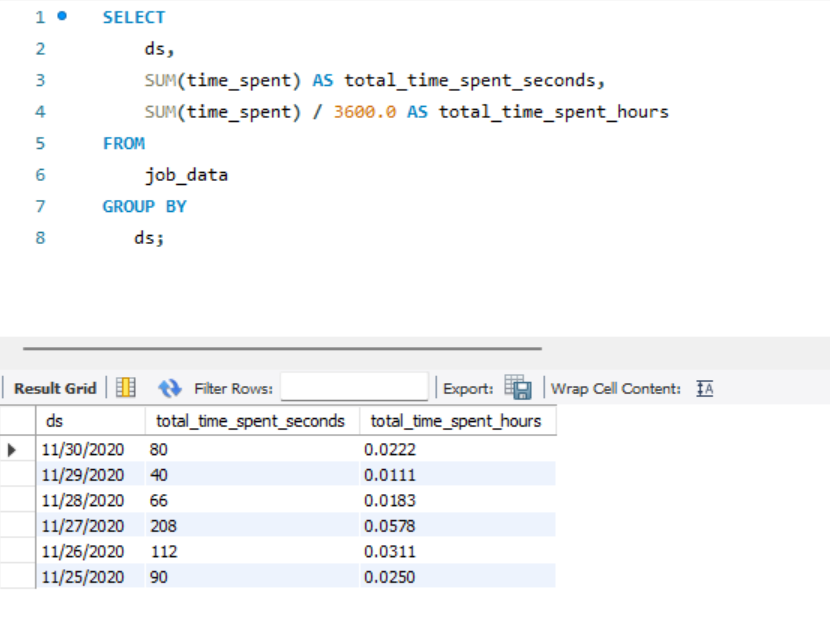 1 SELECT
2 ds,
3 SUM(time_spent) AS total_time_spent_seconds,
4 SUM(time_spent) / 3600.0 AS total_time_spent_hours
5 FROM
6 job_data
7 GROUP BY
8 ds;
Result Grid Filter Rows: Export: Wrap Cell Content: IA
ds total_time_spent_seconds total_time_spent_hours
11/30/2020 80 0.0222
11/29/2020 40 0.0111
11/28/2020 66 0.0183
11/27/2020 208 0.0578
11/26/2020 112 0.0311
11/25/2020 90 0.0250